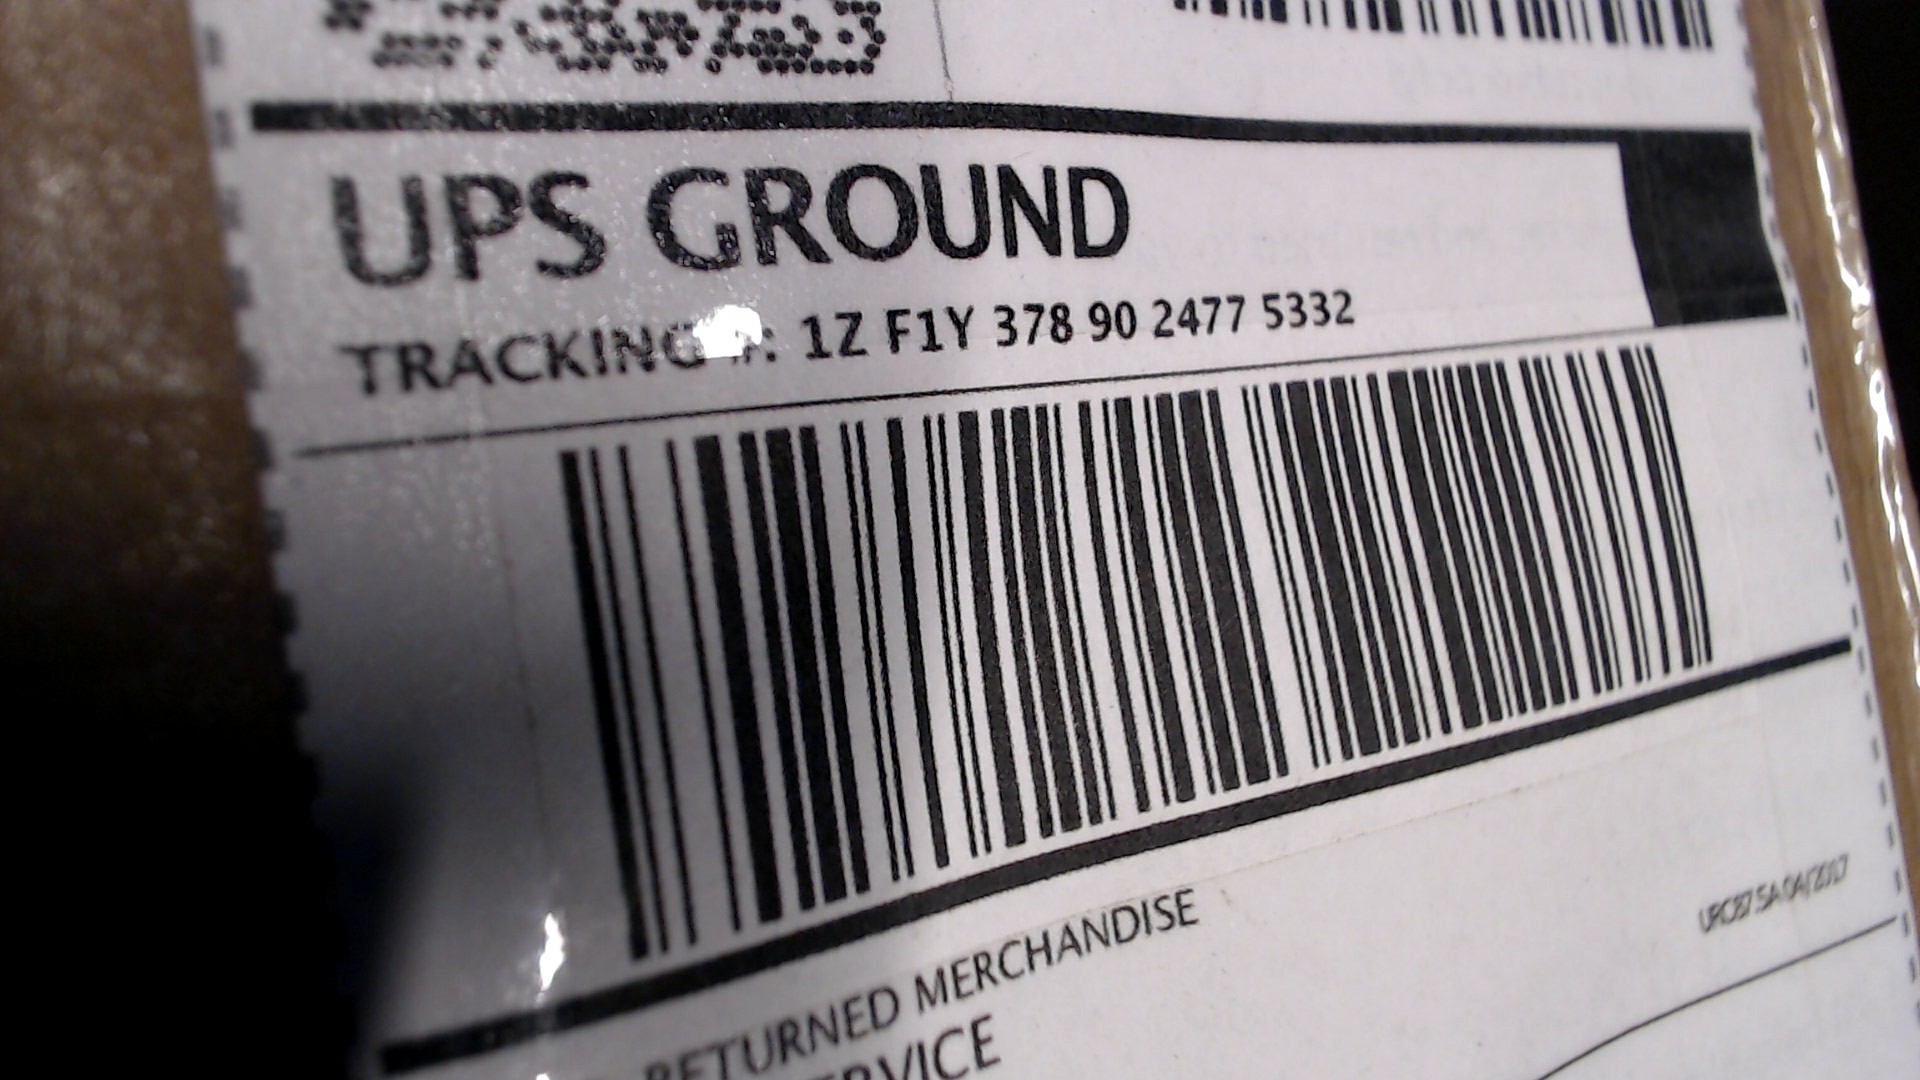 UPS GROUND
TRACKING #: 1Z F1Y 378 90 2477 5332
RETURNED MERCHANDISE